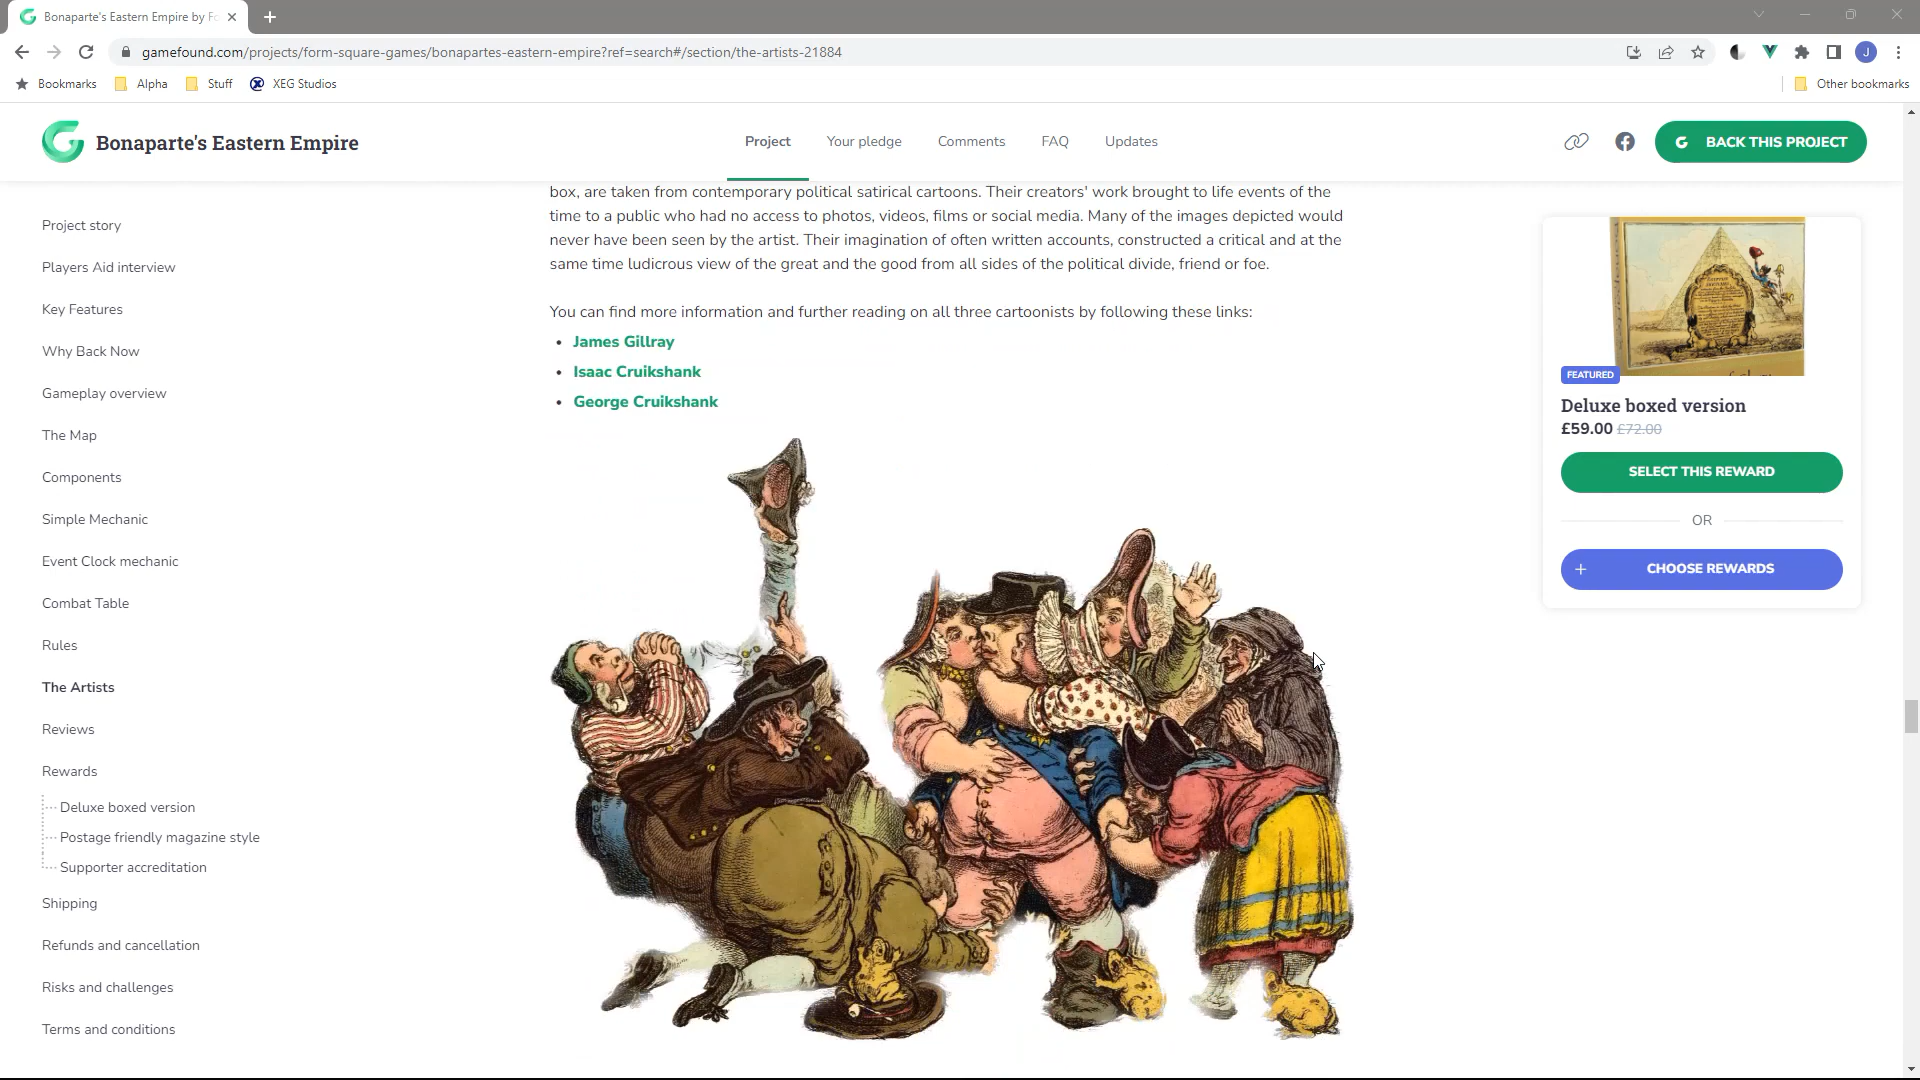 Bonaparte's Eastern Empire by Fo
gamefound.com/projects/form-square-games/bonapartes-eastern-empire?ref=search#/section/the-artists-21884
J
Bookmarks
Alpha
Stuff
XEG Studios
Other bookmarks
Bonaparte's Eastern Empire
Project
Your pledge
Comments
FAQ
Updates
BACK THIS PROJECT
Project story
Players Aid interview
Key Features
Why Back Now
Gameplay overview
The Map
Components
Simple Mechanic
Event Clock mechanic
Combat Table
Rules
The Artists
Reviews
Rewards
Deluxe boxed version
Postage friendly magazine style
Supporter accreditation
Shipping
Refunds and cancellation
Risks and challenges
Terms and conditions
box, are taken from contemporary political satirical cartoons. Their creators' work brought to life events of the
time to a public who had no access to photos, videos, films or social media. Many of the images depicted would
never have been seen by the artist. Their imagination of often written accounts, constructed a critical and at the
same time ludicrous view of the great and the good from all sides of the political divide, friend or foe.
You can find more information and further reading on all three cartoonists by following these links:
• James Gillray
• Isaac Cruikshank
• George Cruikshank
FEATURED
Deluxe boxed version
£59.00 £72.00
SELECT THIS REWARD
OR
+ CHOOSE REWARDS